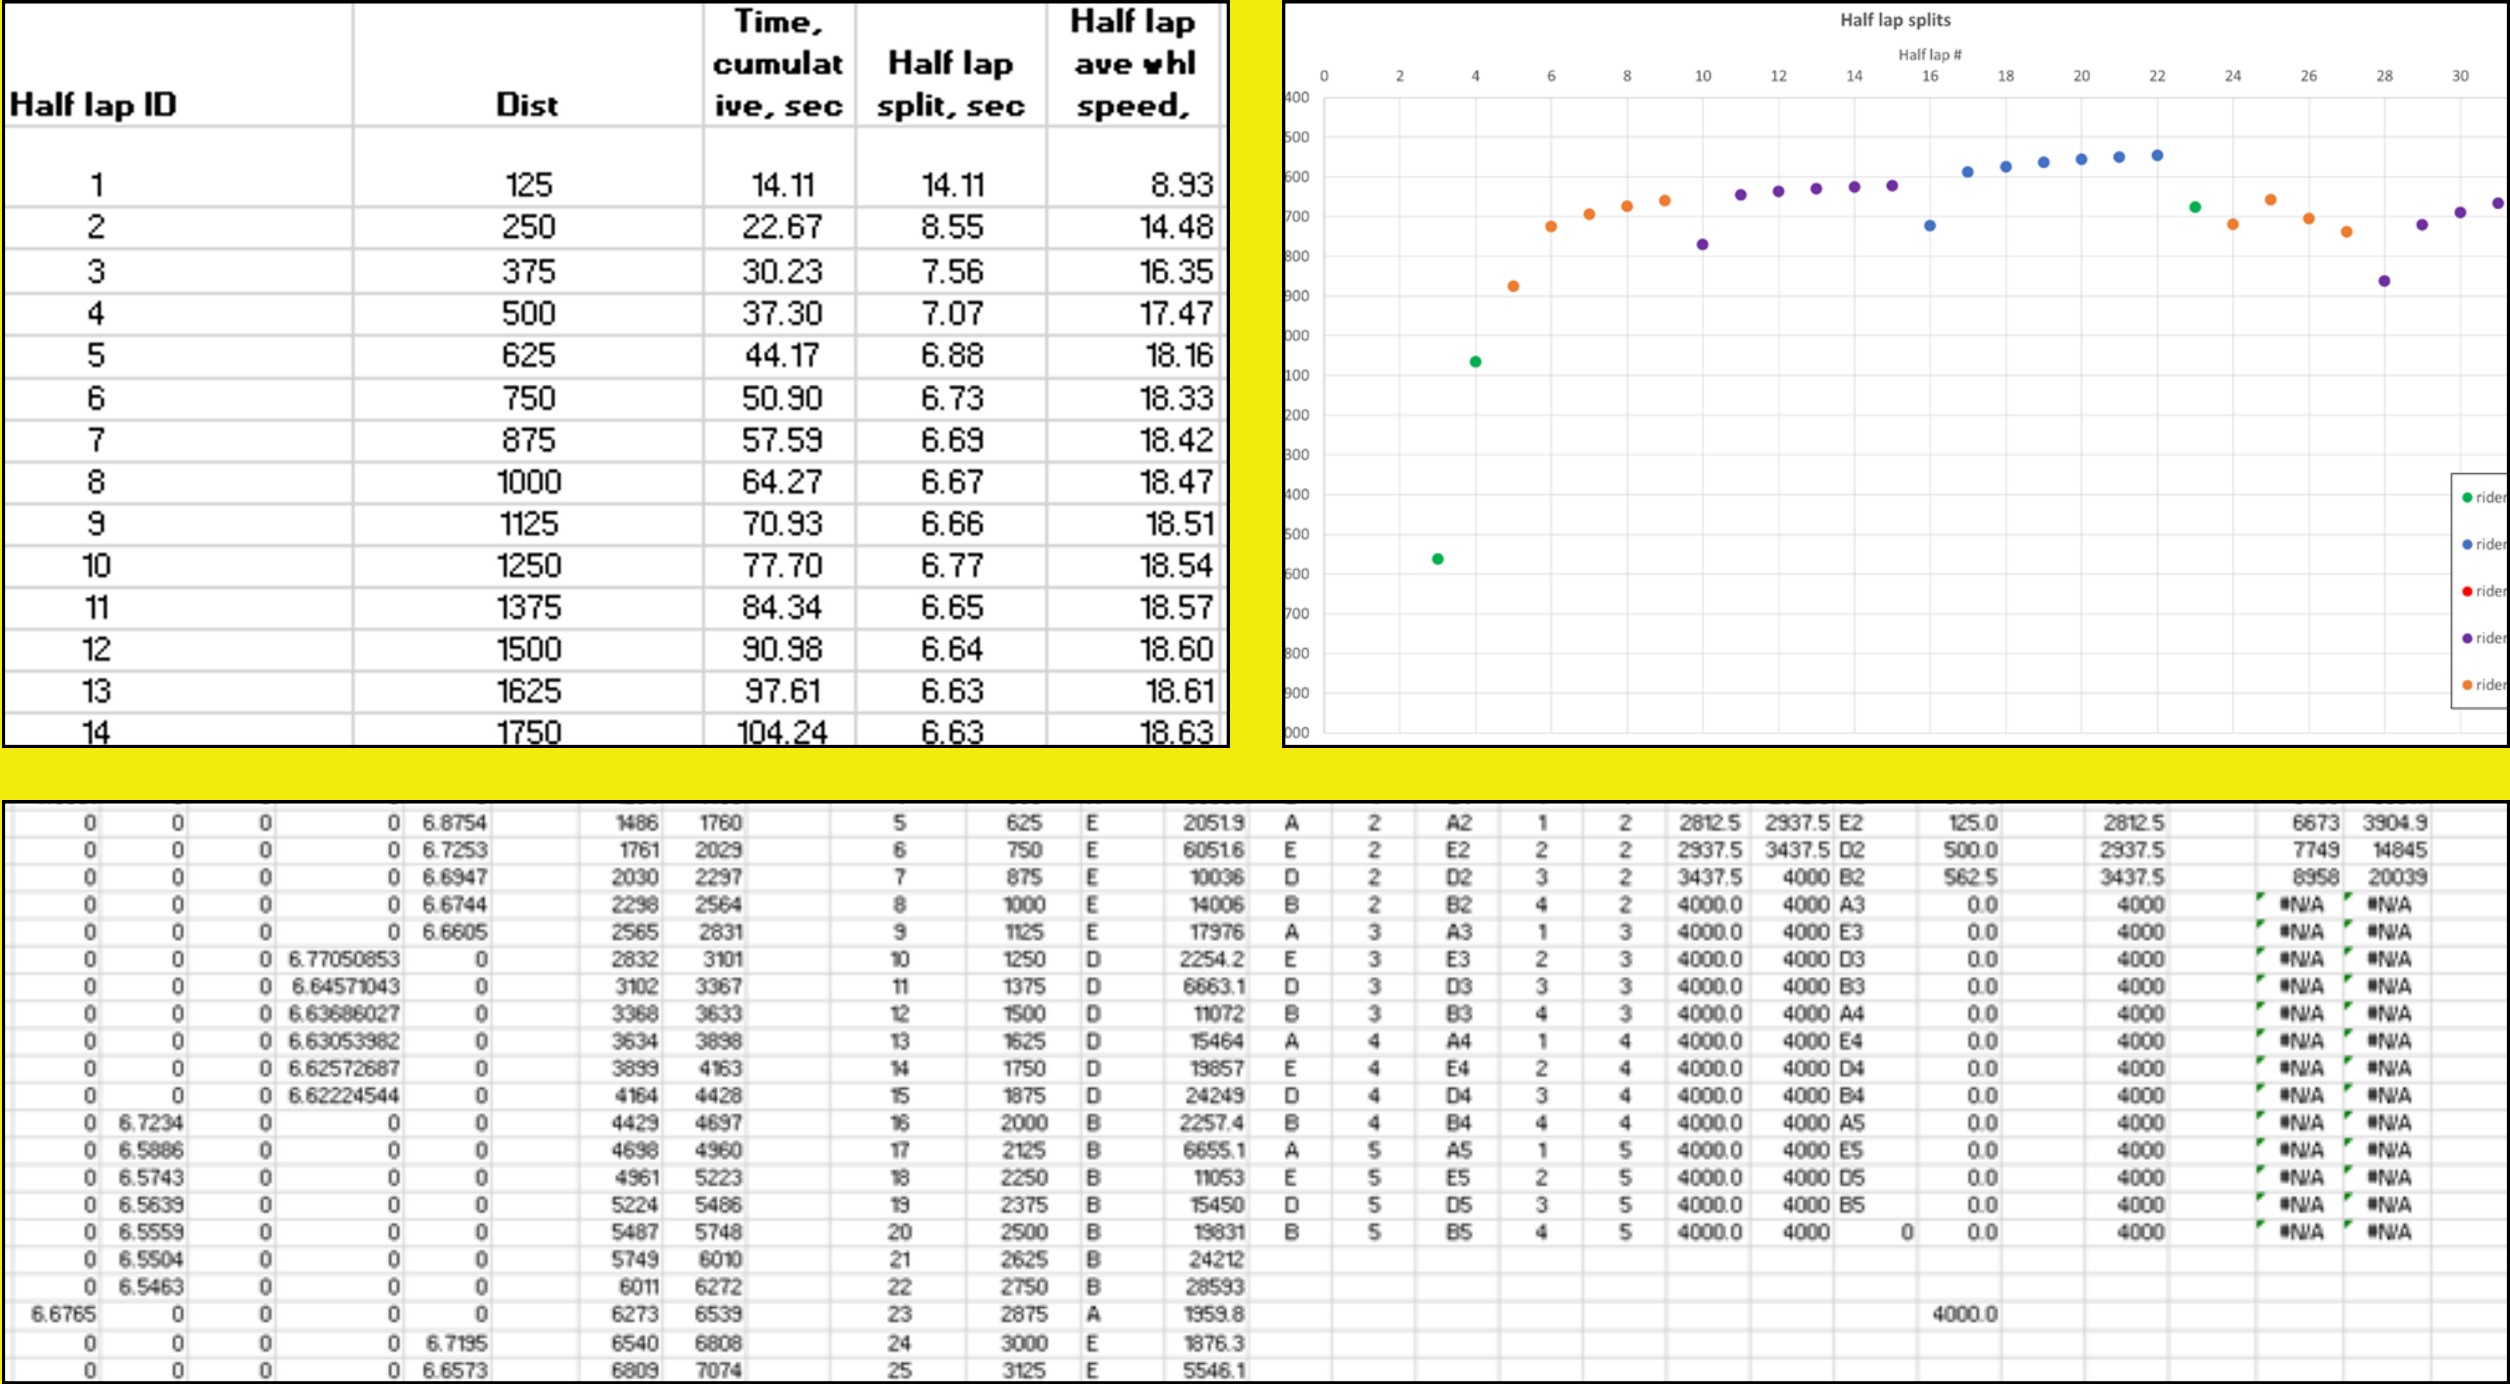 Half lap ID Dist Time, cumulat ive, sec Half lap split, sec Half lap ave whl speed,
1 125 14.11 14.11 8.93
2 250 22.67 8.55 14.48
3 375 30.23 7.56 16.35
4 500 37.30 7.07 17.47
5 625 44.17 6.88 18.16
6 750 50.90 6.73 18.33
7 875 57.59 6.69 18.42
8 1000 64.27 6.67 18.47
9 1125 70.93 6.66 18.51
10 1250 77.70 6.77 18.54
11 1375 84.34 6.65 18.57
12 1500 90.98 6.64 18.60
13 1625 97.61 6.63 18.61
14 1750 104.24 6.63 18.63
Half lap splits
Half lap #
0 2 4 6 8 10 12 14 16 18 20 22 24 26 28 30
400
500
600
700
800
900
000
100
200
300
400
500
600
700
800
900
000
rider
rider
rider
rider
rider
0 0 0 0 6.8754 1486 1760 5 625 E 2051.9 A 2 A2 1 2 2812.5 2937.5 E2 125.0 2812.5 6673 3904.9
0 0 0 0 6.7253 1761 2029 6 750 E 6051.6 E 2 E2 2 2 2937.5 3437.5 D2 500.0 2937.5 7749 14845
0 0 0 0 6.6947 2030 2297 7 875 E 10036 D 2 D2 3 2 3437.5 4000 B2 562.5 3437.5 8958 20039
0 0 0 0 6.6744 2298 2564 8 1000 E 14006 B 2 B2 4 2 4000.0 4000 A3 0.0 4000 #N/A #N/A
0 0 0 0 6.6605 2565 2831 9 1125 E 17976 A 3 A3 1 3 4000.0 4000 E3 0.0 4000 #N/A #N/A
0 0 0 6.77050853 0 2832 3101 10 1250 D 2254.2 E 3 E3 2 3 4000.0 4000 D3 0.0 4000 #N/A #N/A
0 0 0 6.64571043 0 3102 3367 11 1375 D 6663.1 D 3 D3 3 3 4000.0 4000 B3 0.0 4000 #N/A #N/A
0 0 0 6.63686027 0 3368 3633 12 1500 D 11072 B 3 B3 4 3 4000.0 4000 A4 0.0 4000 #N/A #N/A
0 0 0 6.63053982 0 3634 3898 13 1625 D 15464 A 4 A4 1 4 4000.0 4000 E4 0.0 4000 #N/A #N/A
0 0 0 6.62572687 0 3899 4163 14 1750 D 19857 E 4 E4 2 4 4000.0 4000 D4 0.0 4000 #N/A #N/A
0 0 0 6.62224544 0 4164 4428 15 1875 D 24249 D 4 D4 3 4 4000.0 4000 B4 0.0 4000 #N/A #N/A
0 6.7234 0 0 0 4429 4697 16 2000 B 2257.4 B 4 B4 4 4 4000.0 4000 A5 0.0 4000 #N/A #N/A
0 6.5886 0 0 0 4698 4960 17 2125 B 6655.1 A 5 A5 1 5 4000.0 4000 E5 0.0 4000 #N/A #N/A
0 6.5743 0 0 0 4961 5223 18 2250 B 11053 E 5 E5 2 5 4000.0 4000 D5 0.0 4000 #N/A #N/A
0 6.5639 0 0 0 5224 5486 19 2375 B 15450 D 5 D5 3 5 4000.0 4000 B5 0.0 4000 #N/A #N/A
0 6.5559 0 0 0 5487 5748 20 2500 B 19831 B 5 B5 4 5 4000.0 4000 0 0.0 4000 #N/A #N/A
0 6.5504 0 0 0 5749 6010 21 2625 B 24212
0 6.5463 0 0 0 6011 6272 22 2750 B 28593
6.6765 0 0 0 0 6273 6539 23 2875 A 1959.8 4000.0
0 0 0 0 6.7195 6540 6808 24 3000 E 1876.3
0 0 0 0 6.6573 6809 7074 25 3125 E 5546.1